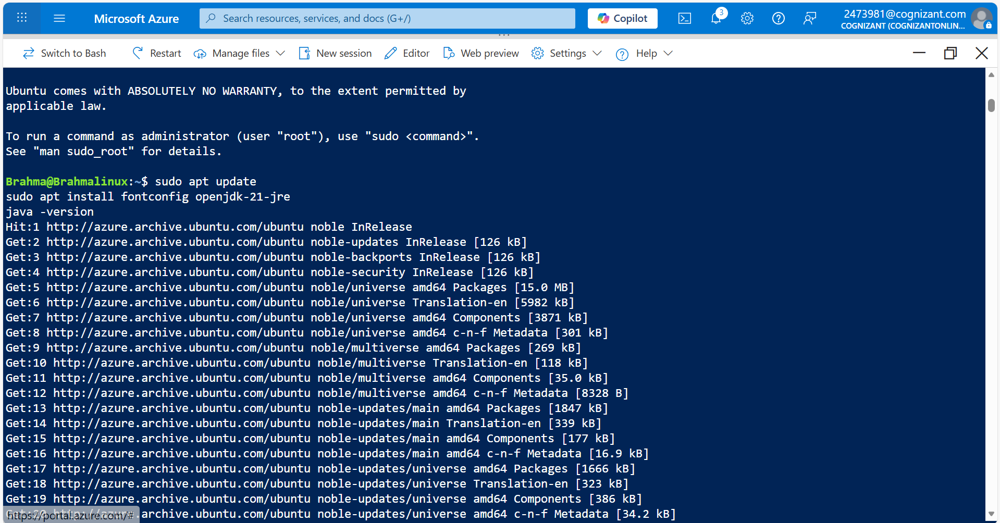 Microsoft Azure
Search resources, services, and docs (G+/)
Copilot
3
2473981@cognizant.com
COGNIZANT (COGNIZANTONLIN...
Switch to Bash
Restart
Manage files
New session
Editor
Web preview
Settings
Help
Ubuntu comes with ABSOLUTELY NO WARRANTY, to the extent permitted by
applicable law.
To run a command as administrator (user "root"), use "sudo <command>".
See "man sudo_root" for details.
Brahma@Brahmalinux:~$ sudo apt update
sudo apt install fontconfig openjdk-21-jre
java -version
Hit:1 http://azure.archive.ubuntu.com/ubuntu noble InRelease
Get:2 http://azure.archive.ubuntu.com/ubuntu noble-updates InRelease [126 kB]
Get:3 http://azure.archive.ubuntu.com/ubuntu noble-backports InRelease [126 kB]
Get:4 http://azure.archive.ubuntu.com/ubuntu noble-security InRelease [126 kB]
Get:5 http://azure.archive.ubuntu.com/ubuntu noble/universe amd64 Packages [15.0 MB]
Get:6 http://azure.archive.ubuntu.com/ubuntu noble/universe Translation-en [5982 kB]
Get:7 http://azure.archive.ubuntu.com/ubuntu noble/universe amd64 Components [3871 kB]
Get:8 http://azure.archive.ubuntu.com/ubuntu noble/universe amd64 c-n-f Metadata [301 kB]
Get:9 http://azure.archive.ubuntu.com/ubuntu noble/multiverse amd64 Packages [269 kB]
Get:10 http://azure.archive.ubuntu.com/ubuntu noble/multiverse Translation-en [118 kB]
Get:11 http://azure.archive.ubuntu.com/ubuntu noble/multiverse amd64 Components [35.0 kB]
Get:12 http://azure.archive.ubuntu.com/ubuntu noble/multiverse amd64 c-n-f Metadata [8328 B]
Get:13 http://azure.archive.ubuntu.com/ubuntu noble-updates/main amd64 Packages [1847 kB]
Get:14 http://azure.archive.ubuntu.com/ubuntu noble-updates/main Translation-en [339 kB]
Get:15 http://azure.archive.ubuntu.com/ubuntu noble-updates/main amd64 Components [177 kB]
Get:16 http://azure.archive.ubuntu.com/ubuntu noble-updates/main amd64 c-n-f Metadata [16.9 kB]
Get:17 http://azure.archive.ubuntu.com/ubuntu noble-updates/universe amd64 Packages [1666 kB]
Get:18 http://azure.archive.ubuntu.com/ubuntu noble-updates/universe Translation-en [323 kB]
Get:19 http://azure.archive.ubuntu.com/ubuntu noble-updates/universe amd64 Components [386 kB]
Get:20 http://azure.archive.ubuntu.com/ubuntu noble-updates/universe amd64 c-n-f Metadata [34.2 kB]
https://portal.azure.com/#